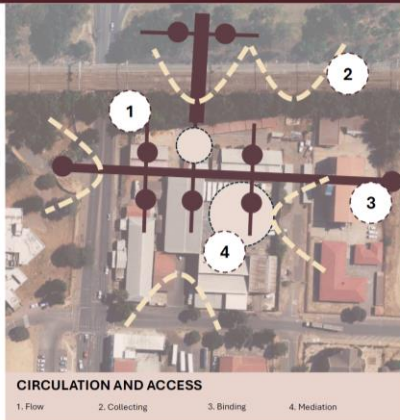 1
2
3
4
CIRCULATION AND ACCESS
1. Flow 2. Collecting 3. Binding 4. Mediation